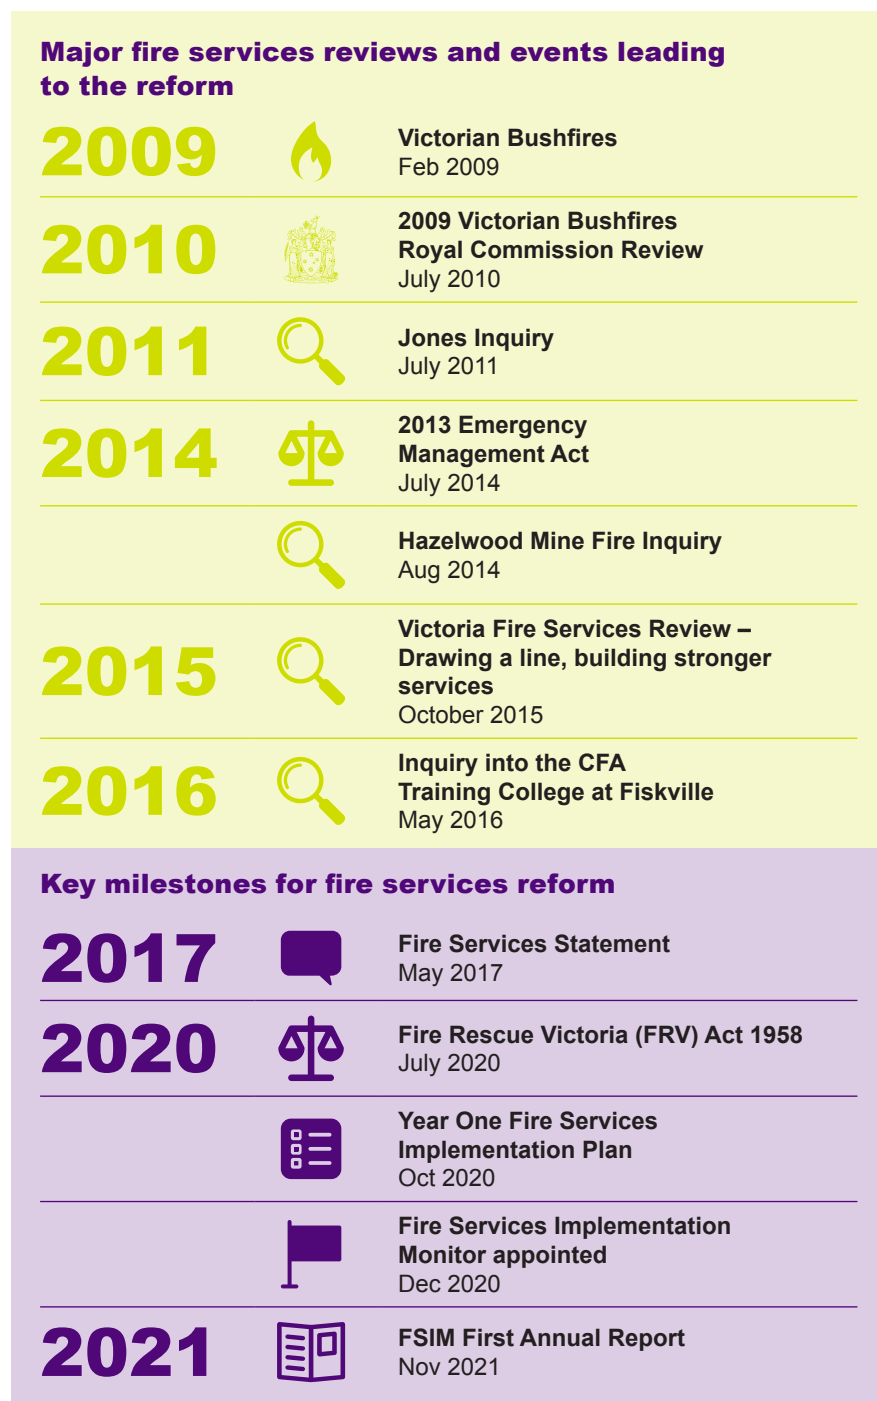 Major fire services reviews and events leading
to the reform
2009
Victorian Bushfires
Feb 2009
2010
2009 Victorian Bushfires
Royal Commission Review
July 2010
2011
Jones Inquiry
July 2011
2014
2013 Emergency
Management Act
July 2014
Hazelwood Mine Fire Inquiry
Aug 2014
2015
Victoria Fire Services Review –
Drawing a line, building stronger
services
October 2015
2016
Inquiry into the CFA
Training College at Fiskville
May 2016
Key milestones for fire services reform
2017
Fire Services Statement
May 2017
2020
Fire Rescue Victoria (FRV) Act 1958
July 2020
Year One Fire Services
Implementation Plan
Oct 2020
Fire Services Implementation
Monitor appointed
Dec 2020
2021
FSIM First Annual Report
Nov 2021